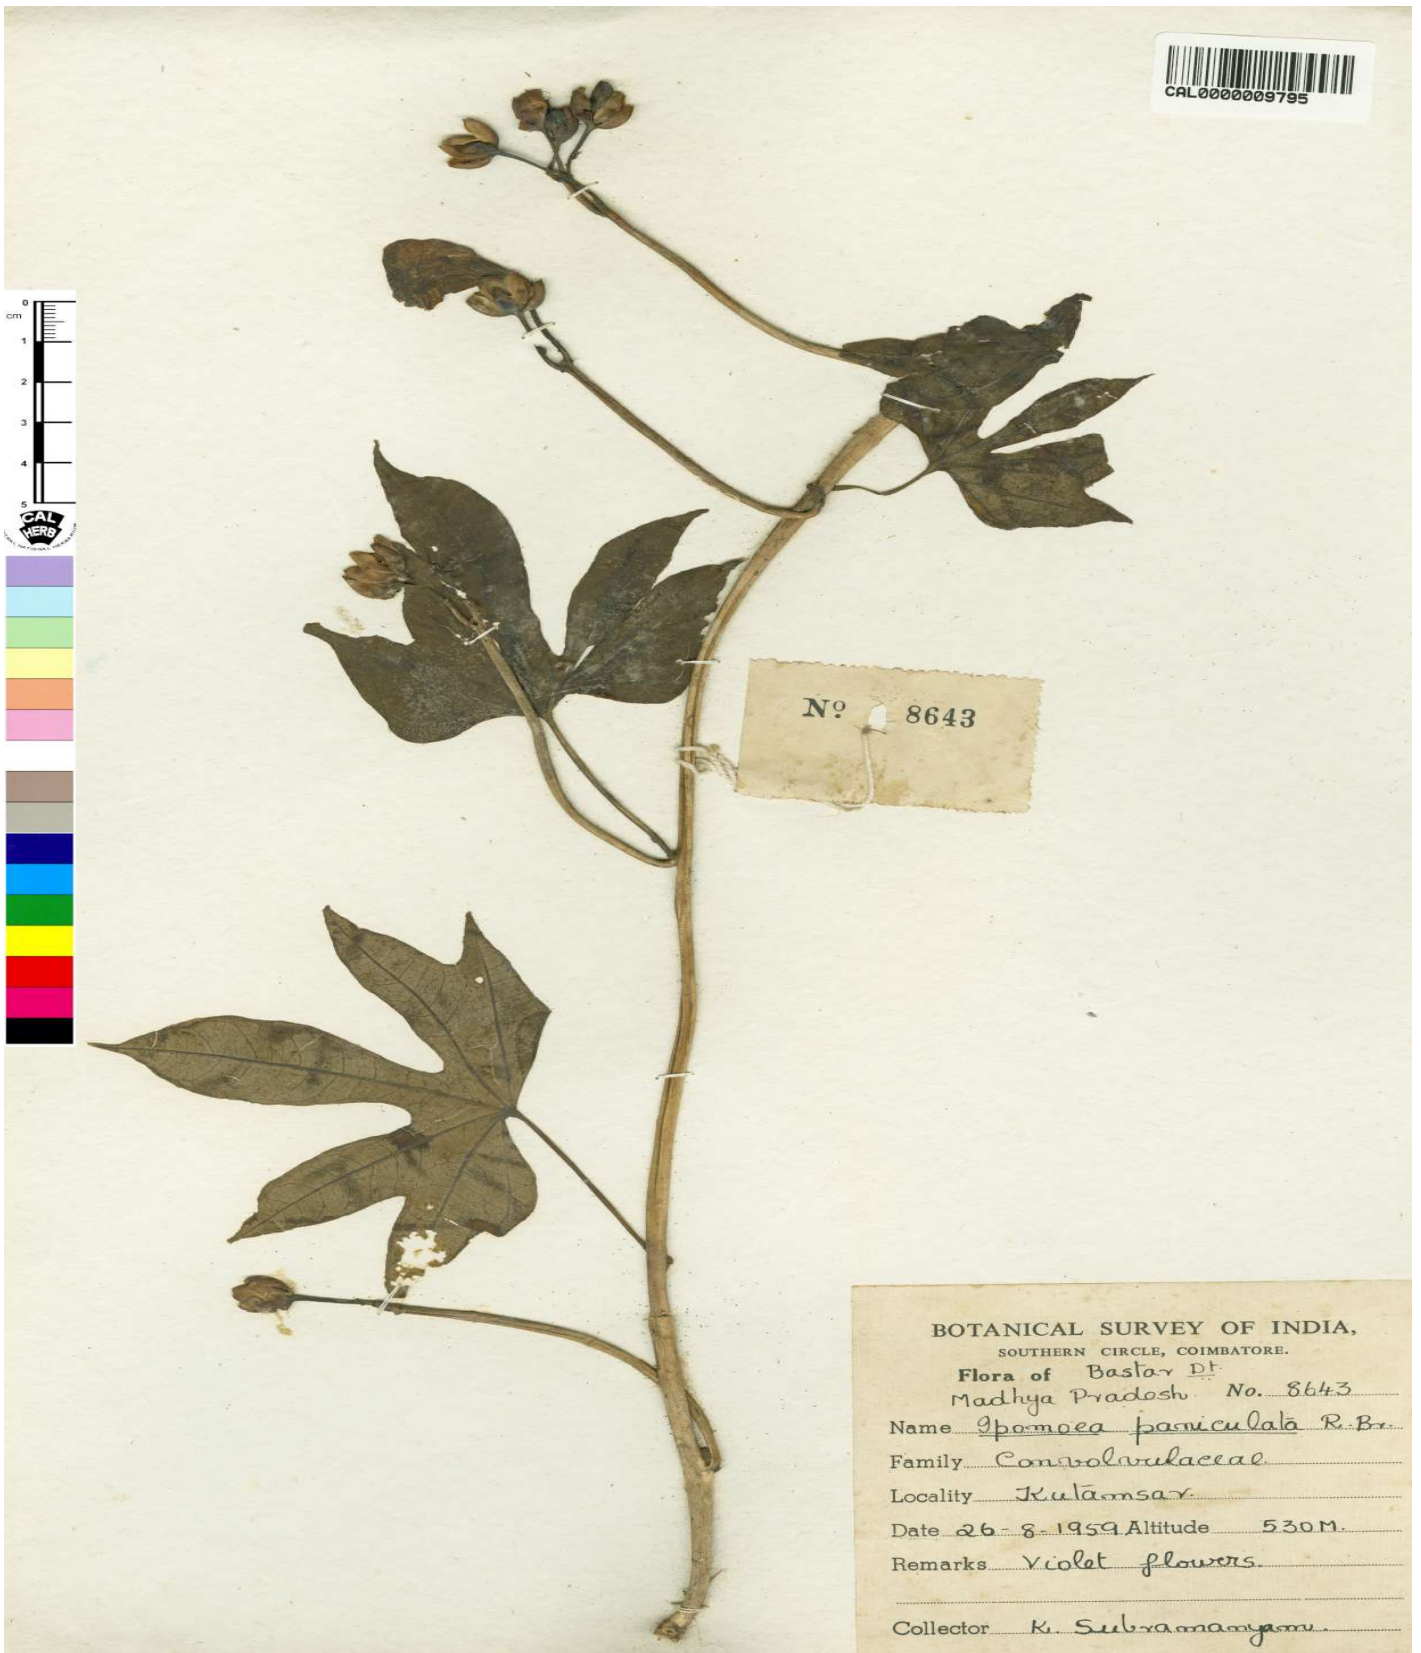 CAL0000009795
0
cm
1
2
3
4
5
CAL
HERB
Nº 8643
BOTANICAL SURVEY OF INDIA,
SOUTHERN CIRCLE, COIMBATORE.
Flora of Bastar Dt.
Madhya Pradesh No. 8643
Name Ipomoea paniculata R. Br.
Family Convolvulaceae
Locality Kutamsar.
Date 26-8-1959 Altitude 530 M.
Remarks Violet flowers.
Collector K. Subramanyam.